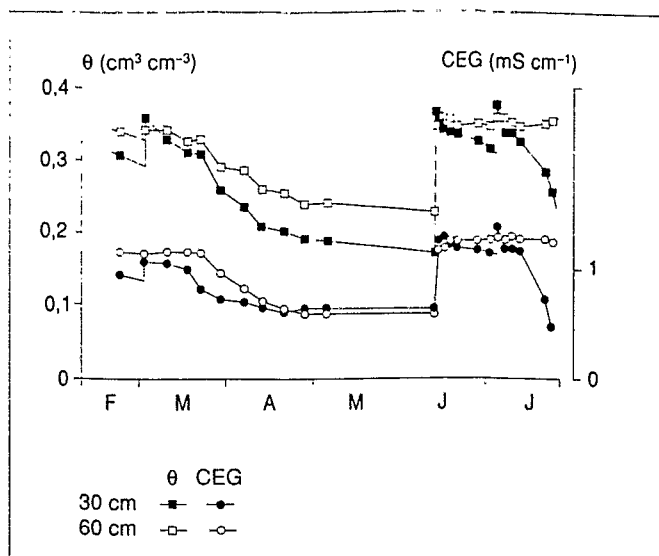 θ (cm³ cm⁻³) CEG (mS cm⁻¹)
0,4
0,3
0,2
1
0,1
0 0
F M A M J J
θ CEG
30 cm
60 cm